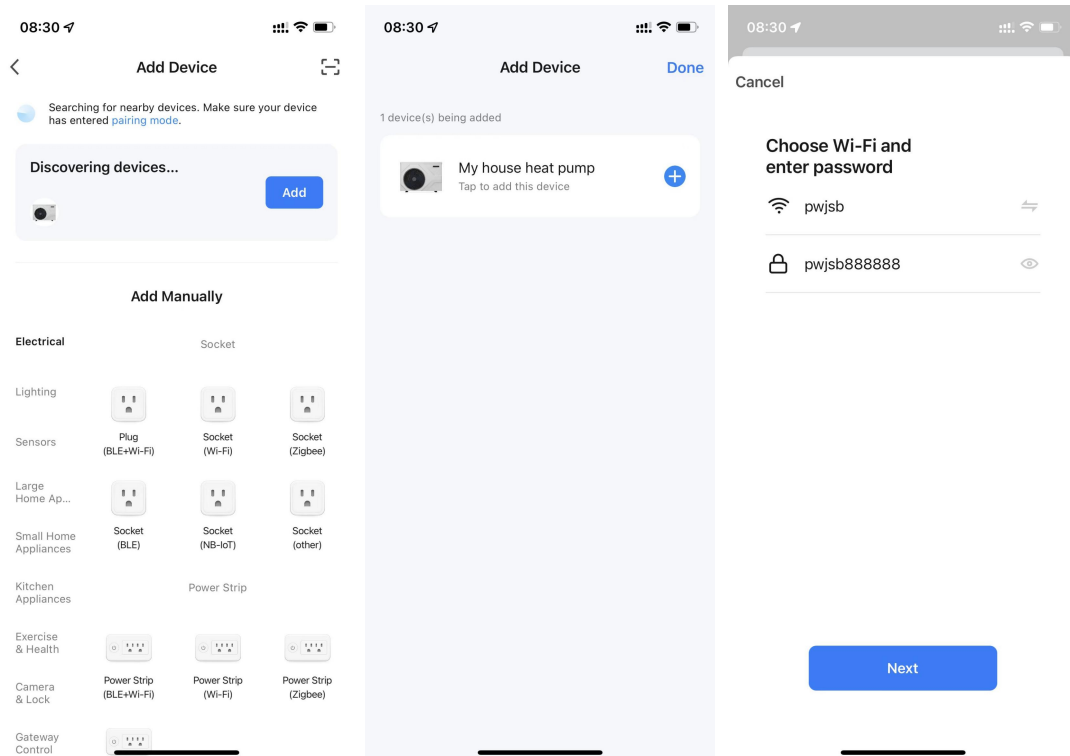 08:30
Add Device
Searching for nearby devices. Make sure your device
has entered pairing mode.
Discovering devices...
Add
Add Manually
Electrical
Socket
Lighting
Plug
(BLE+Wi-Fi)
Socket
(Wi-Fi)
Socket
(Zigbee)
Sensors
Large
Home Ap...
Socket
(BLE)
Socket
(NB-IoT)
Socket
(other)
Small Home
Appliances
Kitchen
Appliances
Power Strip
Exercise
& Health
Power Strip
(BLE+Wi-Fi)
Power Strip
(Wi-Fi)
Power Strip
(Zigbee)
Camera
& Lock
Gateway
Control
08:30
Add Device
Done
1 device(s) being added
My house heat pump
Tap to add this device
08:30
Cancel
Choose Wi-Fi and
enter password
pwjsb
pwjsb888888
Next